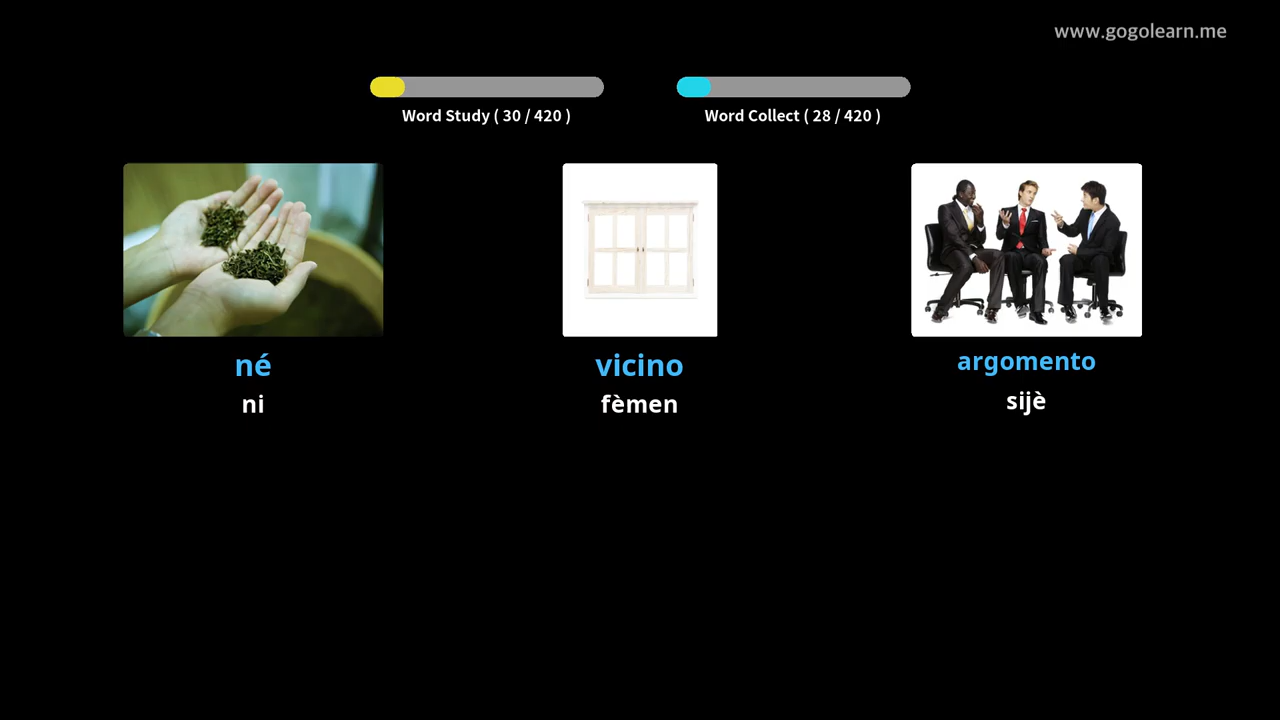 www.gogolearn.me
Word Study ( 30 / 420 )
Word Collect ( 28 / 420 )
né
ni
vicino
fèmen
argomento
sijè